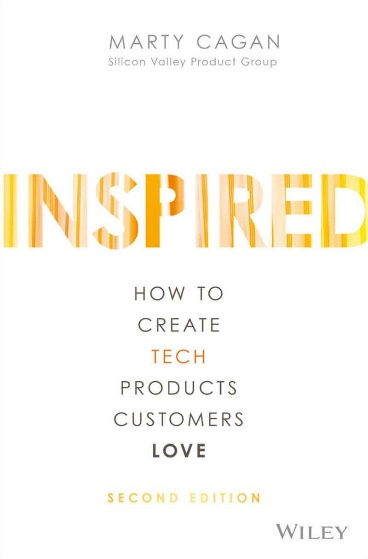 MARTY CAGAN
Silicon Valley Product Group
INSPIRED
HOW TO
CREATE
TECH
PRODUCTS
CUSTOMERS
LOVE
SECOND EDITION
WILEY